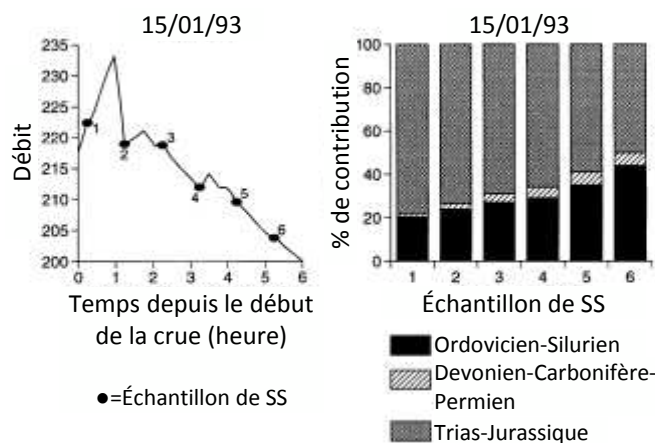 15/01/93
235
230
225
220
215
210
205
200
Débit
1
2
3
4
5
6
0 1 2 3 4 5 6
Temps depuis le début
de la crue (heure)
●=Échantillon de SS
15/01/93
100
80
60
40
20
0
% de contribution
1 2 3 4 5 6
Échantillon de SS
Ordovicien-Silurien
Devonien-Carbonifère-
Permien
Trias-Jurassique